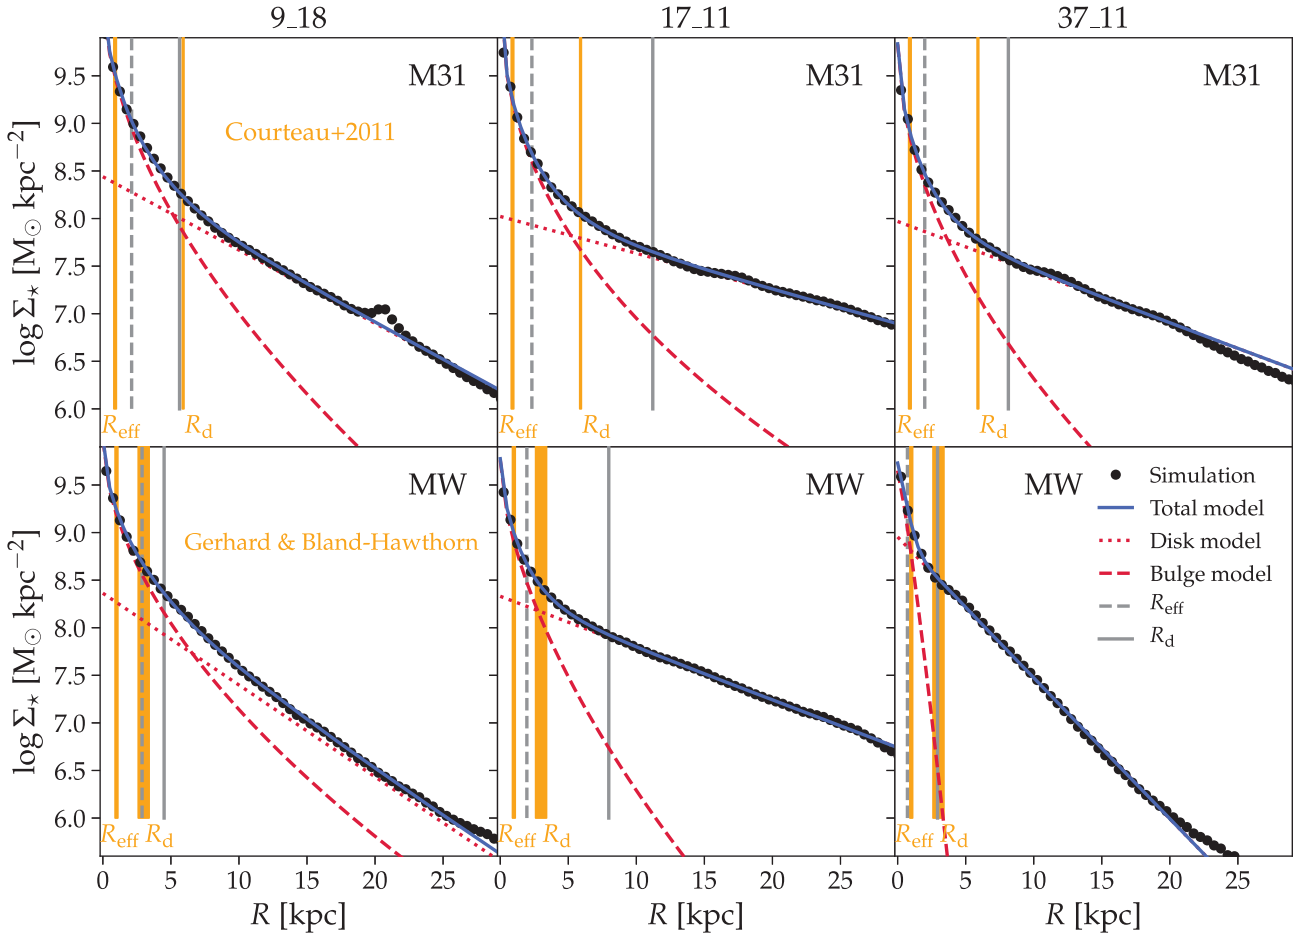 9_18 17_11 37_11
M31 M31 M31
Courteau+2011
log Σ⋆ [M⊙ kpc−2]
9.5
9.0
8.5
8.0
7.5
7.0
6.5
6.0
Reff Rd Reff Rd Reff Rd
MW MW MW
Gerhard & Bland-Hawthorn
Simulation
Total model
Disk model
Bulge model
Reff
Rd
log Σ⋆ [M⊙ kpc−2]
9.5
9.0
8.5
8.0
7.5
7.0
6.5
6.0
Reff Rd Reff Rd Reff Rd
0 5 10 15 20 25 0 5 10 15 20 25 0 5 10 15 20 25
R [kpc] R [kpc] R [kpc]